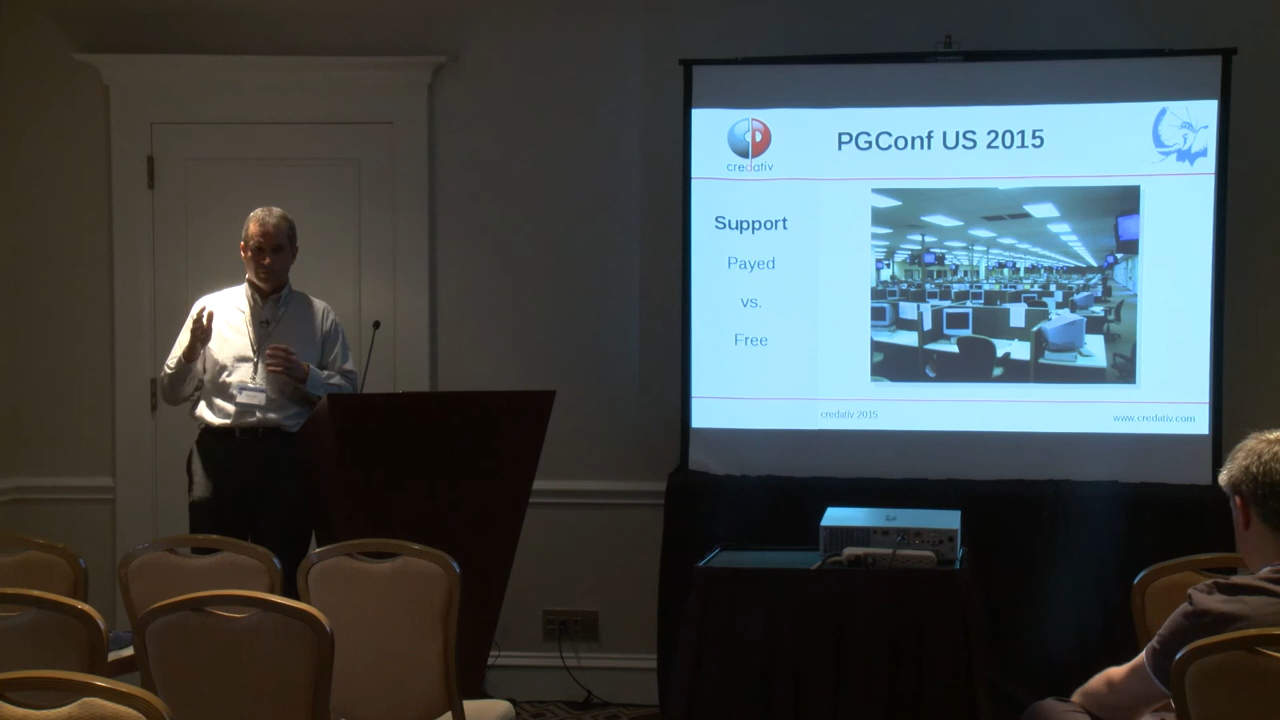 credativ
PGConf US 2015
Support
Payed
vs.
Free
credativ 2015
www.credativ.com